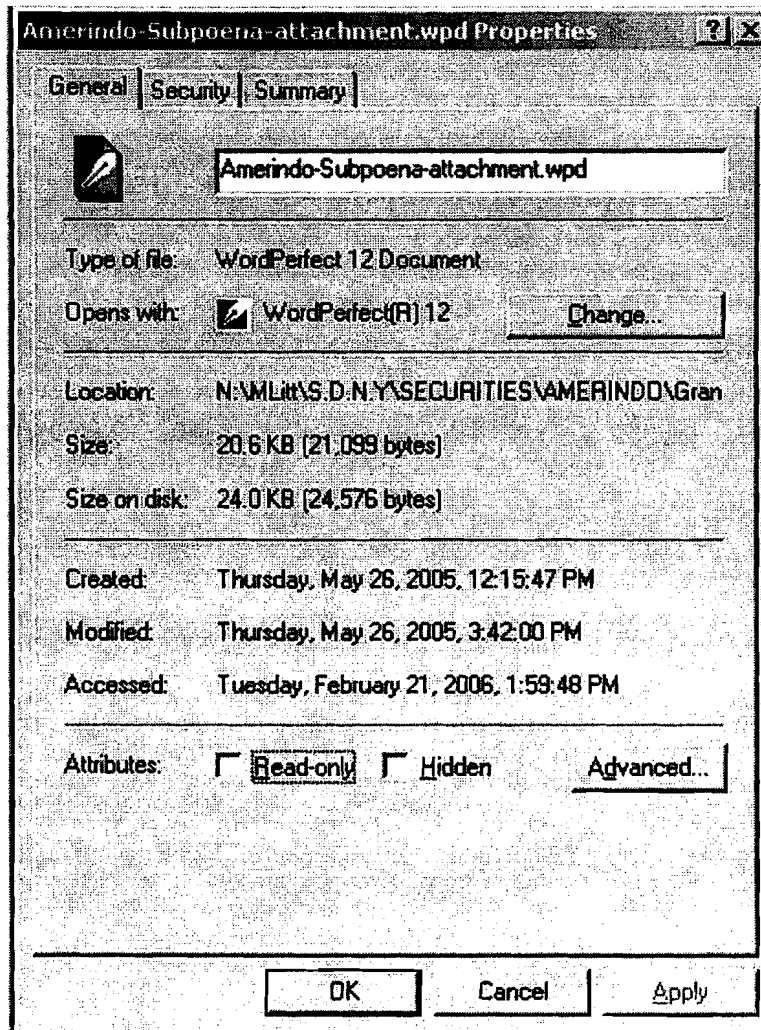 Amerindo-Subpoena-attachment.wpd Properties ? X
General Security Summary
Amerindo-Subpoena-attachment.wpd
Type of file: WordPerfect 12 Document
Opens with: WordPerfect(R) 12 Change...
Location: N:\MLitt\S.D.N.Y\SECURITIES\AMERINDO\Gran
Size: 20.6 KB (21,099 bytes)
Size on disk: 24.0 KB (24,576 bytes)
Created: Thursday, May 26, 2005, 12:15:47 PM
Modified: Thursday, May 26, 2005, 3:42:00 PM
Accessed: Tuesday, February 21, 2006, 1:59:48 PM
Attributes: Read-only Hidden Advanced...
OK Cancel Apply